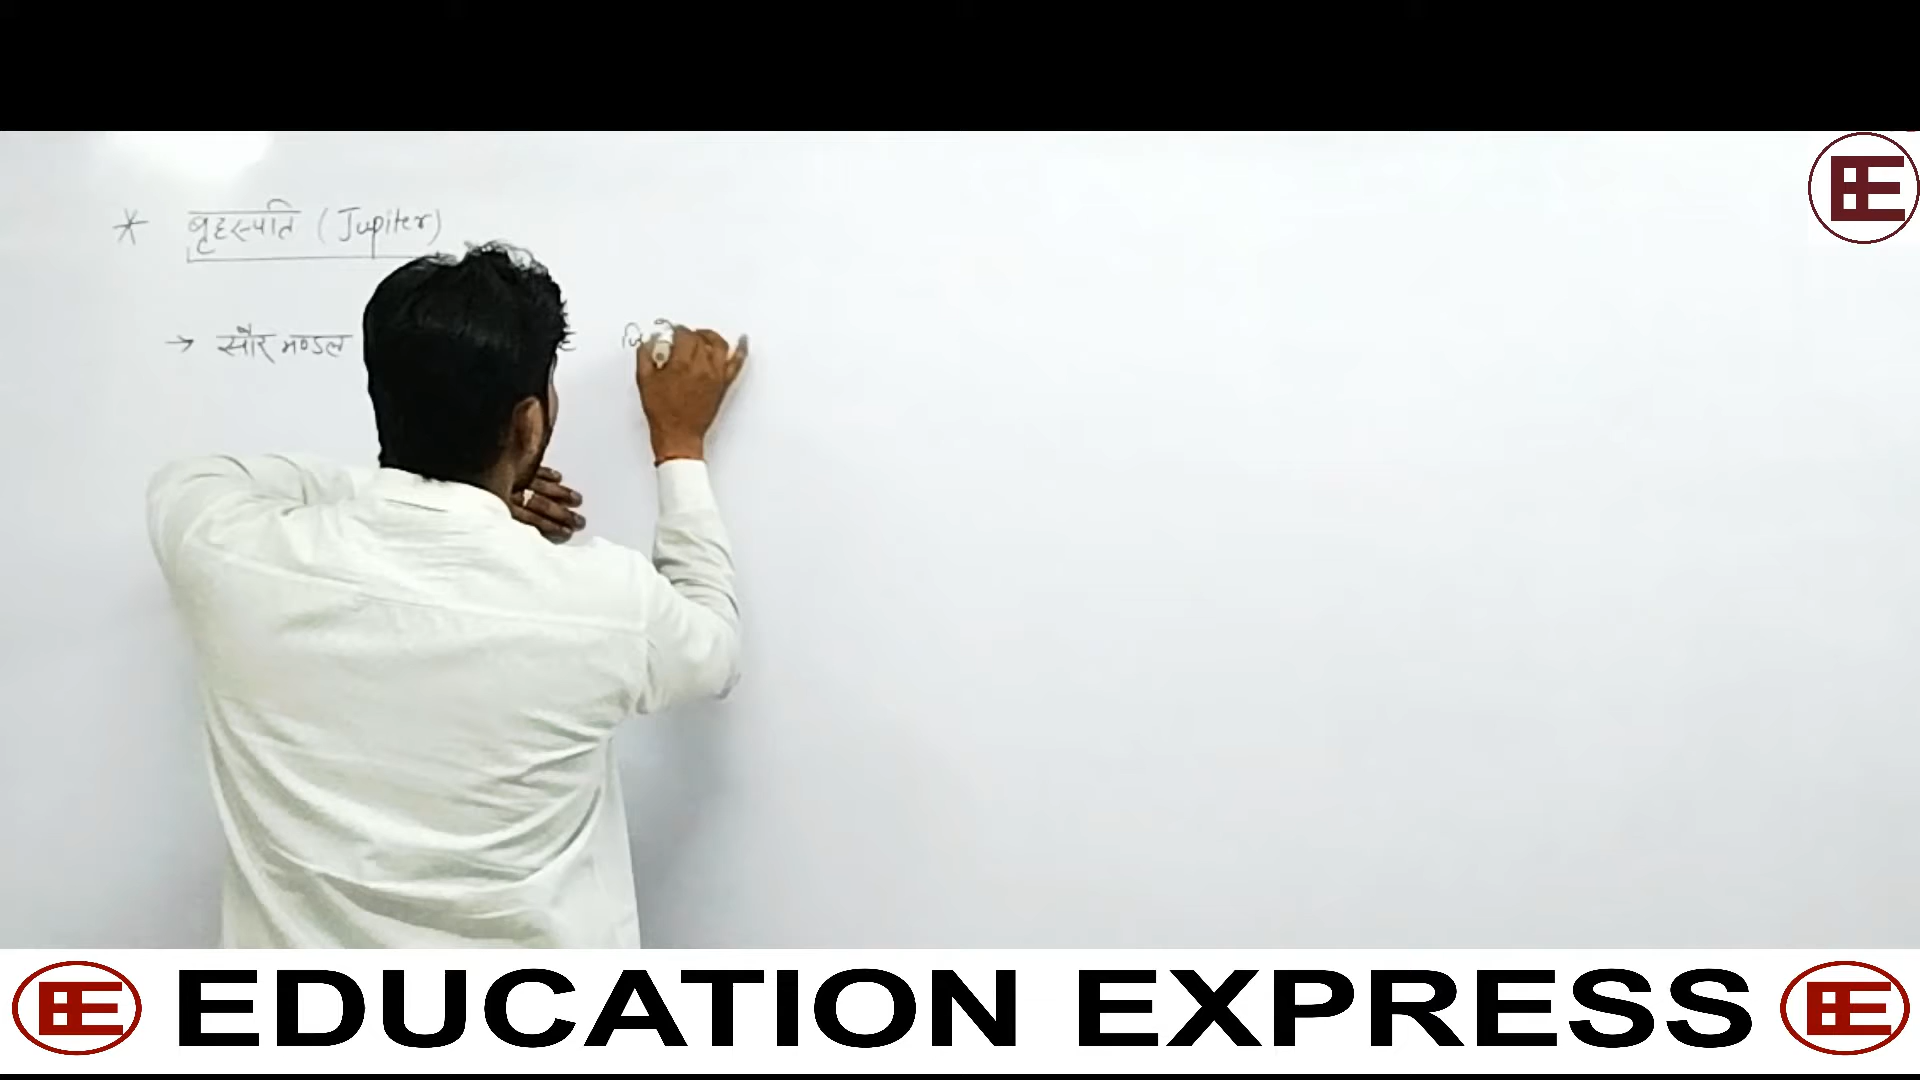 * बृहस्पति (Jupiter)
→ सौर मण्डल
EDUCATION EXPRESS